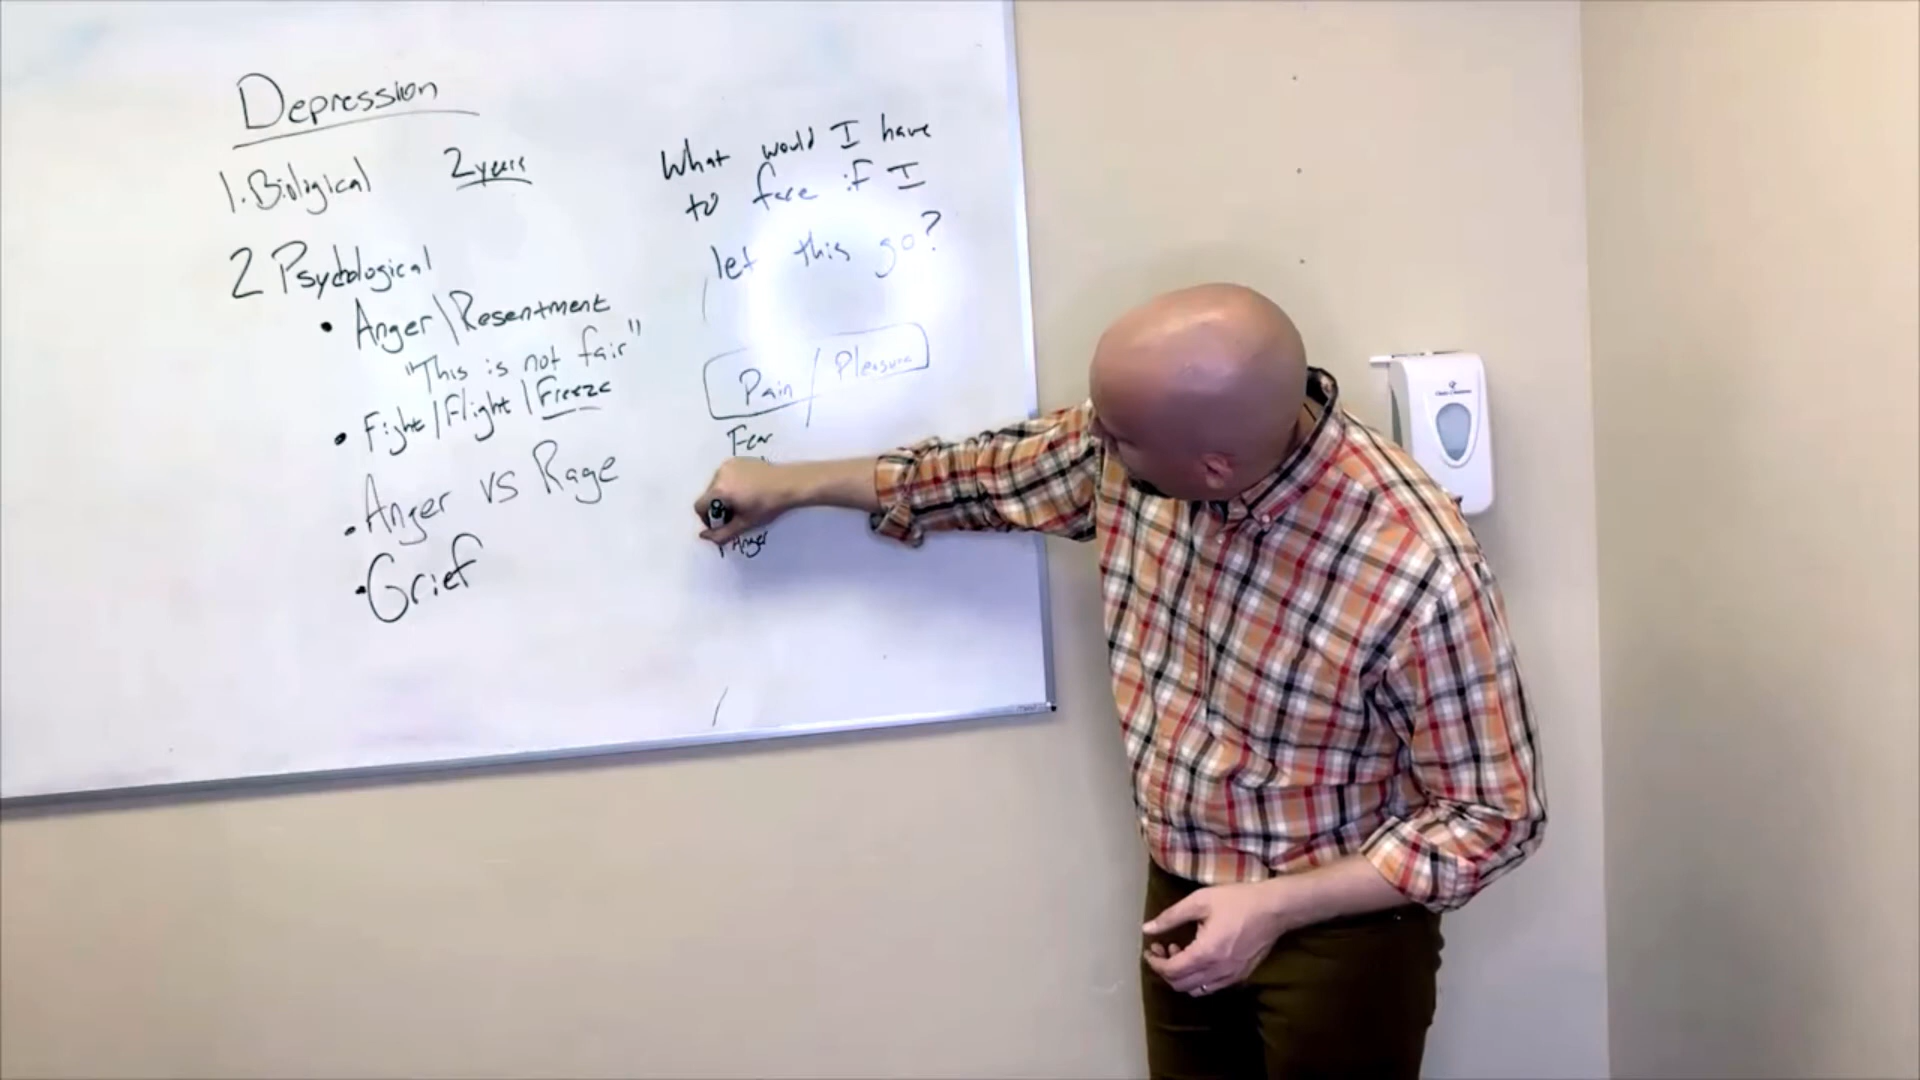 Depression
1. Biological 2 years
2 Psychological
• Anger\Resentment
"This is not fair"
• Fight/Flight/Freeze
• Anger vs Rage
• Grief
What would I have
to face if I
let this go?
Pain / Pleasure
Fear
Anger